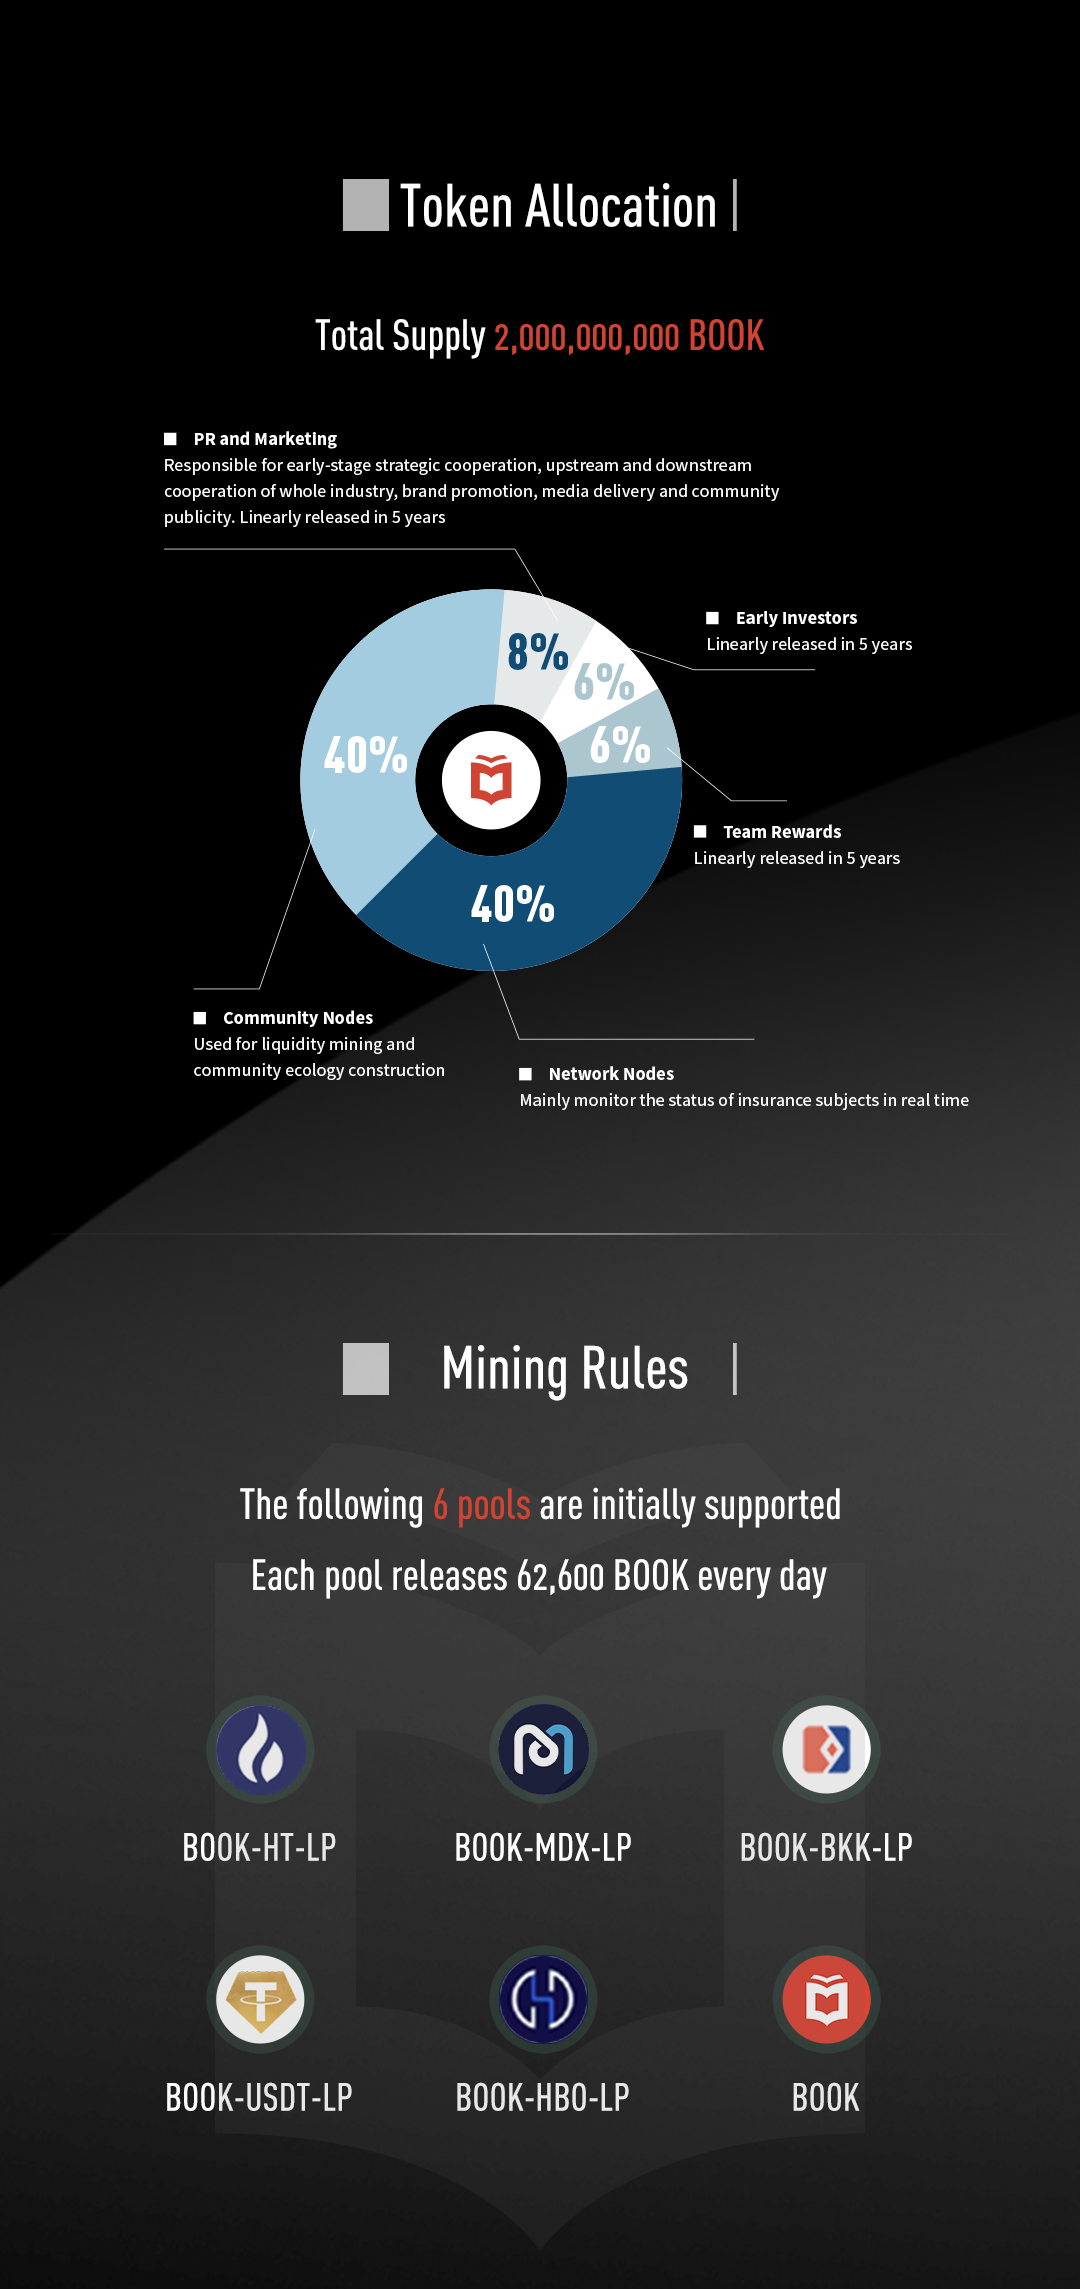 Token Allocation
Total Supply 2,000,000,000 BOOK
PR and Marketing
Responsible for early-stage strategic cooperation, upstream and downstream
cooperation of whole industry, brand promotion, media delivery and community
publicity. Linearly released in 5 years
Early Investors
Linearly released in 5 years
8%
6%
6%
40%
40%
Team Rewards
Linearly released in 5 years
Community Nodes
Used for liquidity mining and
community ecology construction
Network Nodes
Mainly monitor the status of insurance subjects in real time
Mining Rules
The following 6 pools are initially supported
Each pool releases 62,600 BOOK every day
BOOK-HT-LP
BOOK-MDX-LP
BOOK-BKK-LP
BOOK-USDT-LP
BOOK-HBO-LP
BOOK